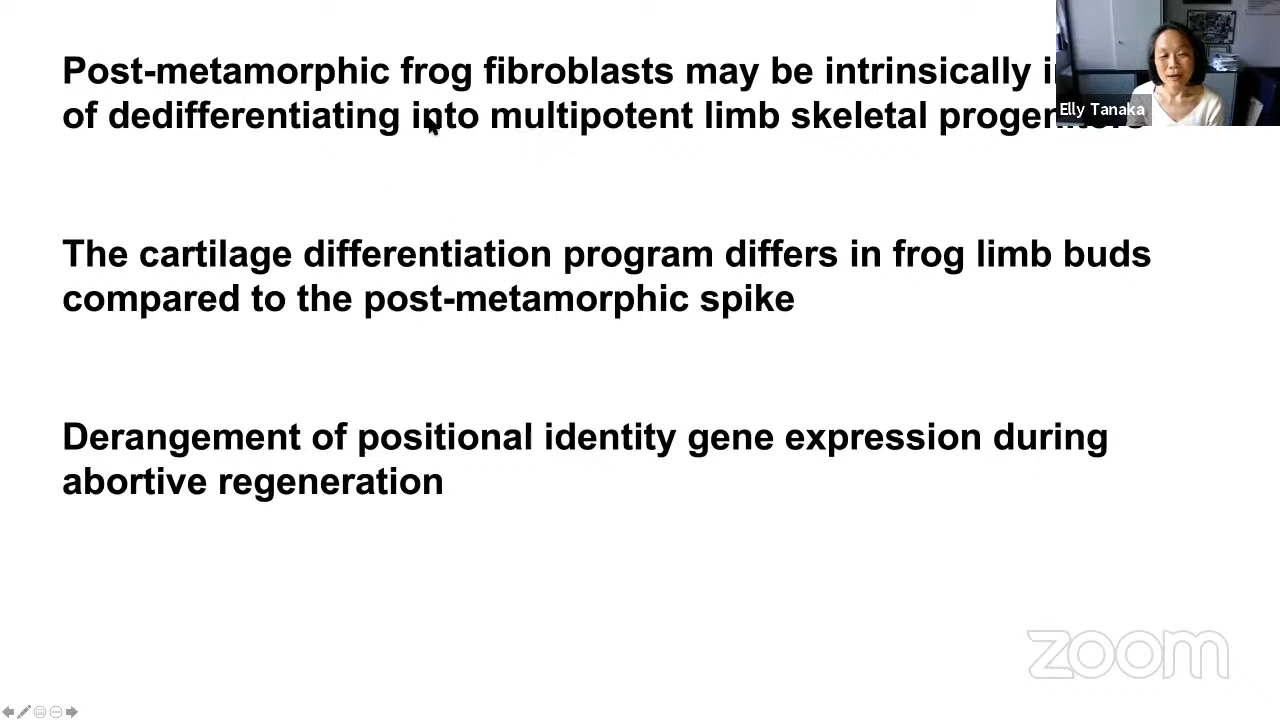 Post-metamorphic frog fibroblasts may be intrinsically
of dedifferentiating into multipotent limb skeletal
Elly Tanaka
The cartilage differentiation program differs in frog limb buds
compared to the post-metamorphic spike
Derangement of positional identity gene expression during
abortive regeneration
zoom